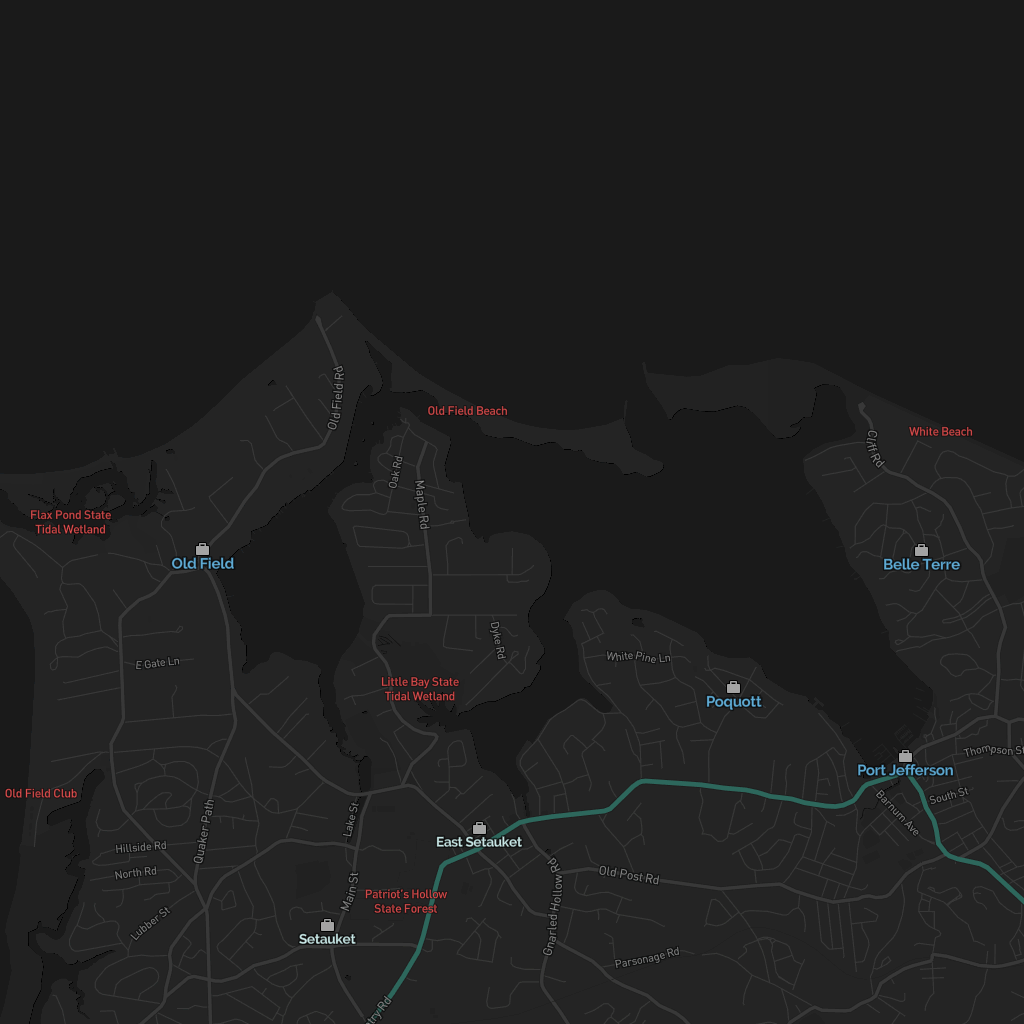 Old Field Rd
Old Field Beach
White Beach
Cliff Rd
Oak Rd
Maple Rd
Flax Pond State
Tidal Wetland
Old Field
Belle Terre
Dyke Rd
E Gate Ln
White Pine Ln
Little Bay State
Tidal Wetland
Poquott
Thompson St
Port Jefferson
Old Field Club
South St
Barnum Ave
Lake St
Quaker Path
East Setauket
Hillside Rd
North Rd
Old Post Rd
Main St
Patriot's Hollow
State Forest
Gnarled Hollow Rd
Lubber St
Setauket
Parsonage Rd